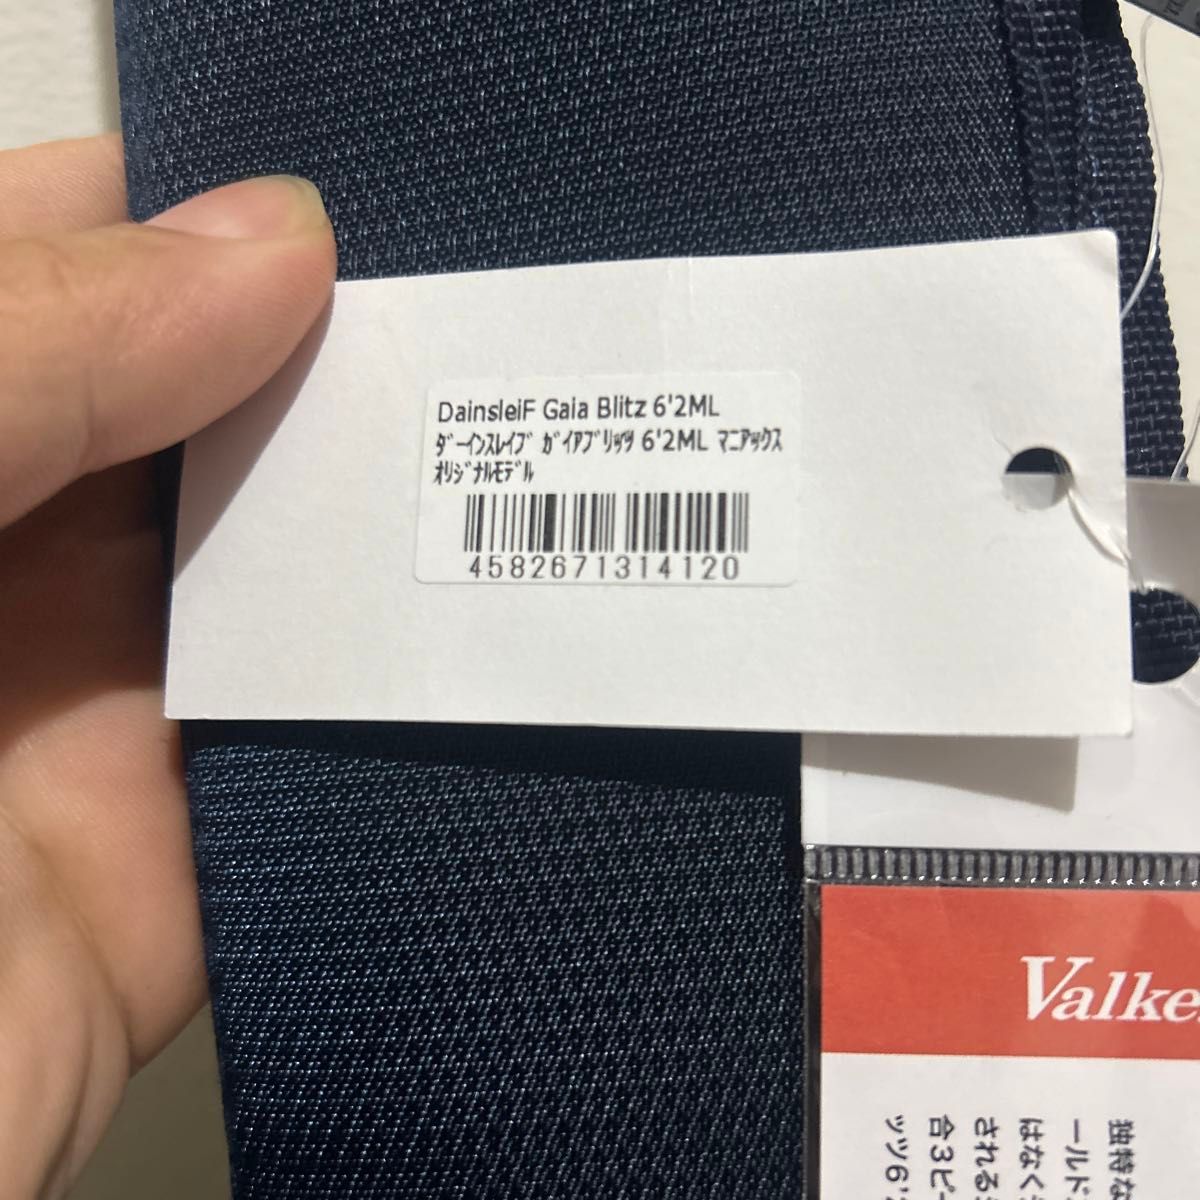 DainsleiF Gaia Blitz 6'2ML
ﾀﾞｰｲﾝｽﾚｲﾌﾞ ｶﾞｲｱﾌﾞﾘｯﾂ 6'2ML ﾏﾆｱｯｸｽ
ｵﾘｼﾞﾅﾙﾓﾃﾞﾙ
4582671314120
Valke
独特な
ールド
はなく
される
合3ピー
ッツ6'2